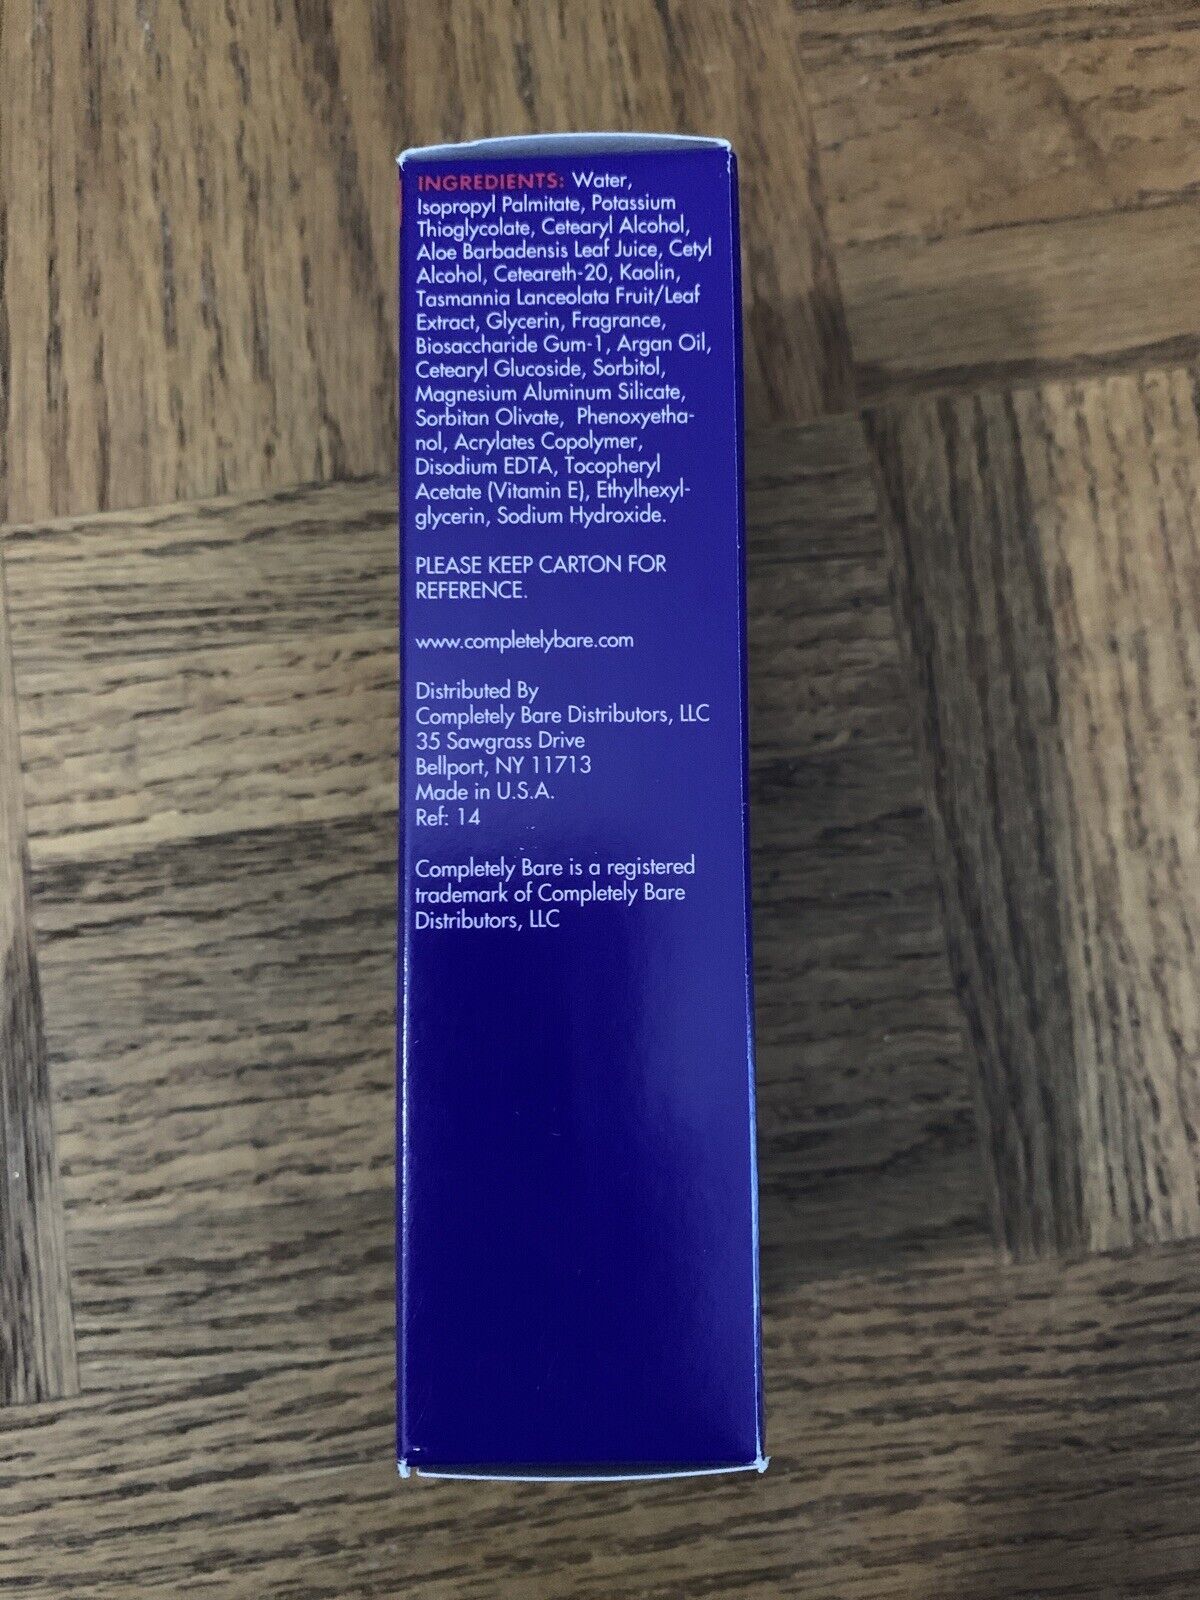 INGREDIENTS: Water,
Isopropyl Palmitate, Potassium
Thioglycolate, Cetearyl Alcohol,
Aloe Barbadensis Leaf Juice, Cetyl
Alcohol, Ceteareth-20, Kaolin,
Tasmannia Lanceolata Fruit/Leaf
Extract, Glycerin, Fragrance,
Biosaccharide Gum-1, Argan Oil,
Cetearyl Glucoside, Sorbitol,
Magnesium Aluminum Silicate,
Sorbitan Olivate, Phenoxyetha-
nol, Acrylates Copolymer,
Disodium EDTA, Tocopheryl
Acetate (Vitamin E), Ethylhexyl-
glycerin, Sodium Hydroxide.
PLEASE KEEP CARTON FOR
REFERENCE.
www.completelybare.com
Distributed By
Completely Bare Distributors, LLC
35 Sawgrass Drive
Bellport, NY 11713
Made in U.S.A.
Ref: 14
Completely Bare is a registered
trademark of Completely Bare
Distributors, LLC